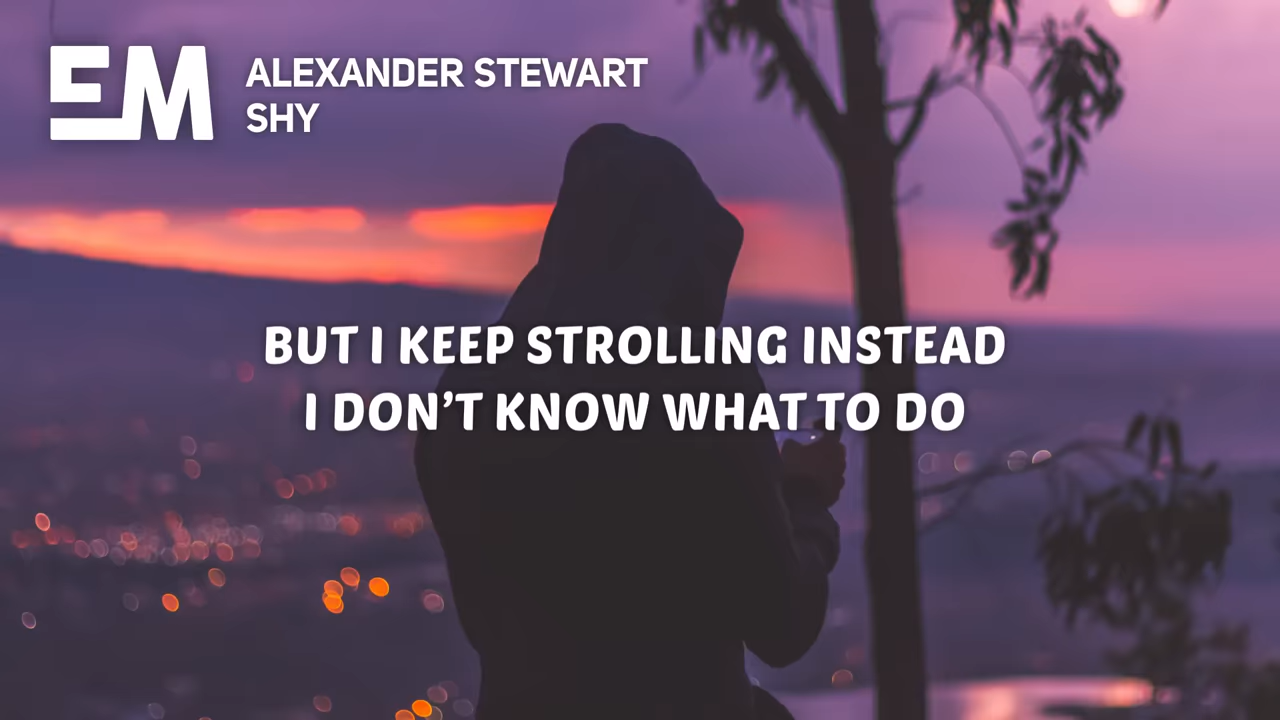 EM
ALEXANDER STEWART
SHY
BUT I KEEP STROLLING INSTEAD
I DON’T KNOW WHAT TO DO